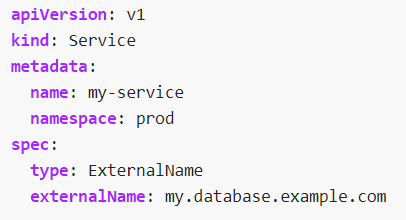 apiVersion: v1
kind: Service
metadata:
  name: my-service
  namespace: prod
spec:
  type: ExternalName
  externalName: my.database.example.com